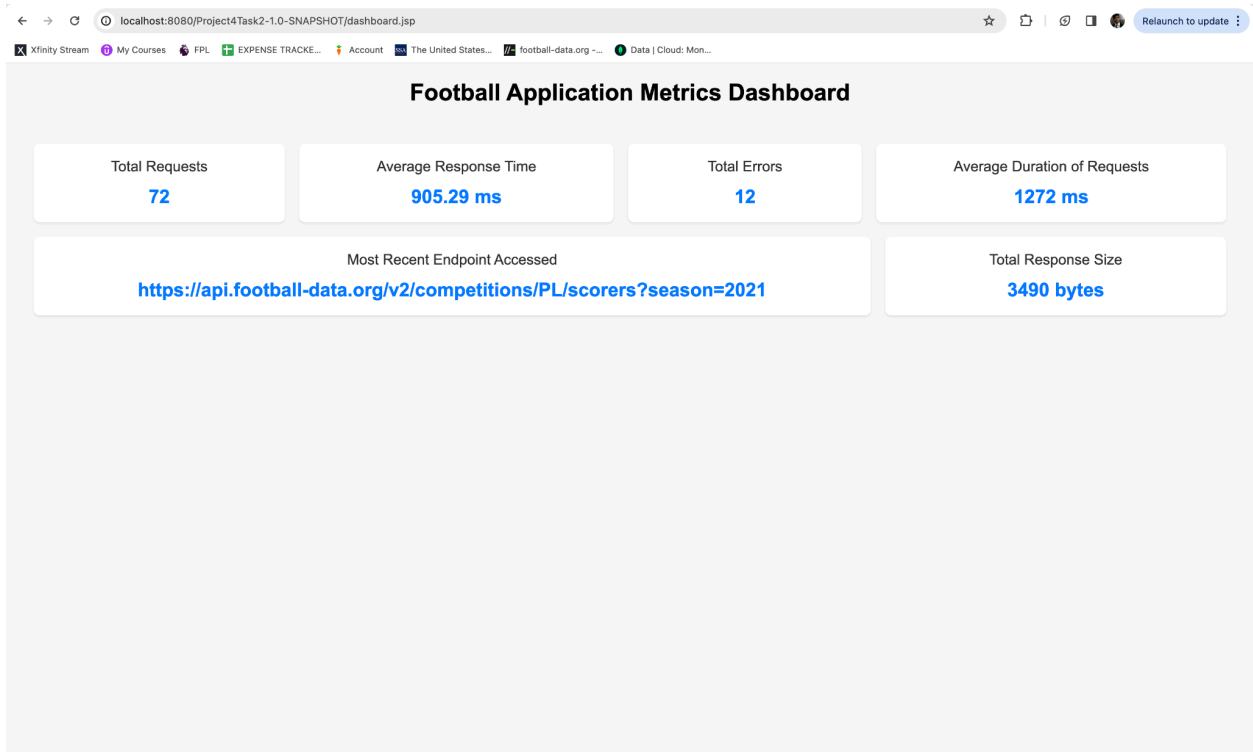 localhost:8080/Project4Task2-1.0-SNAPSHOT/dashboard.jsp
Relaunch to update
Xfinity Stream
My Courses
FPL
EXPENSE TRACKE...
Account
SSA
The United States...
football-data.org -...
Data | Cloud: Mon...
Football Application Metrics Dashboard
Total Requests
72
Average Response Time
905.29 ms
Total Errors
12
Average Duration of Requests
1272 ms
Most Recent Endpoint Accessed
https://api.football-data.org/v2/competitions/PL/scorers?season=2021
Total Response Size
3490 bytes